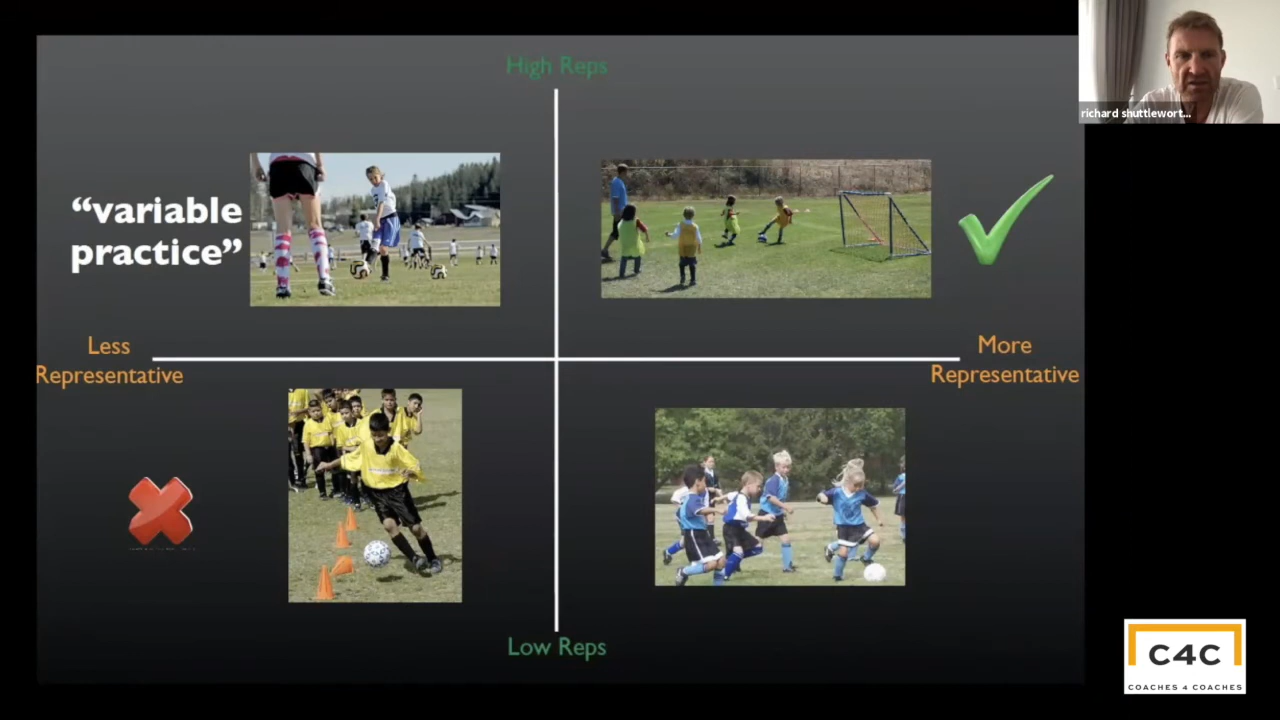 High Reps
richard shuttlewort...
“variable
practice”
Less
Representative
More
Representative
Low Reps
C4C
COACHES 4 COACHES